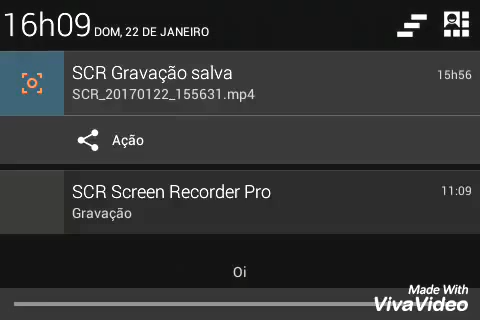 16h09 DOM, 22 DE JANEIRO
SCR Gravação salva 15h56
SCR_20170122_155631.mp4
Ação
SCR Screen Recorder Pro 11:09
Gravação
Oi
Made With
VivaVideo